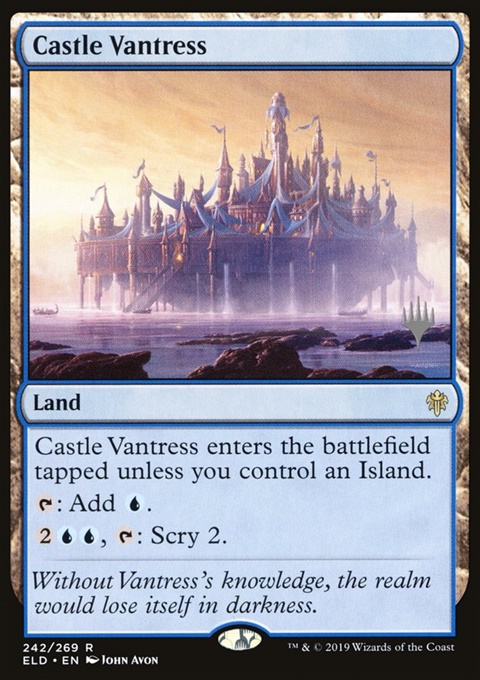 Castle Vantress
Land
Castle Vantress enters the battlefield
tapped unless you control an Island.
: Add .
2, : Scry 2.
Without Vantress's knowledge, the realm
would lose itself in darkness.
242/269 R
ELD • EN John Avon
™ & © 2019 Wizards of the Coast